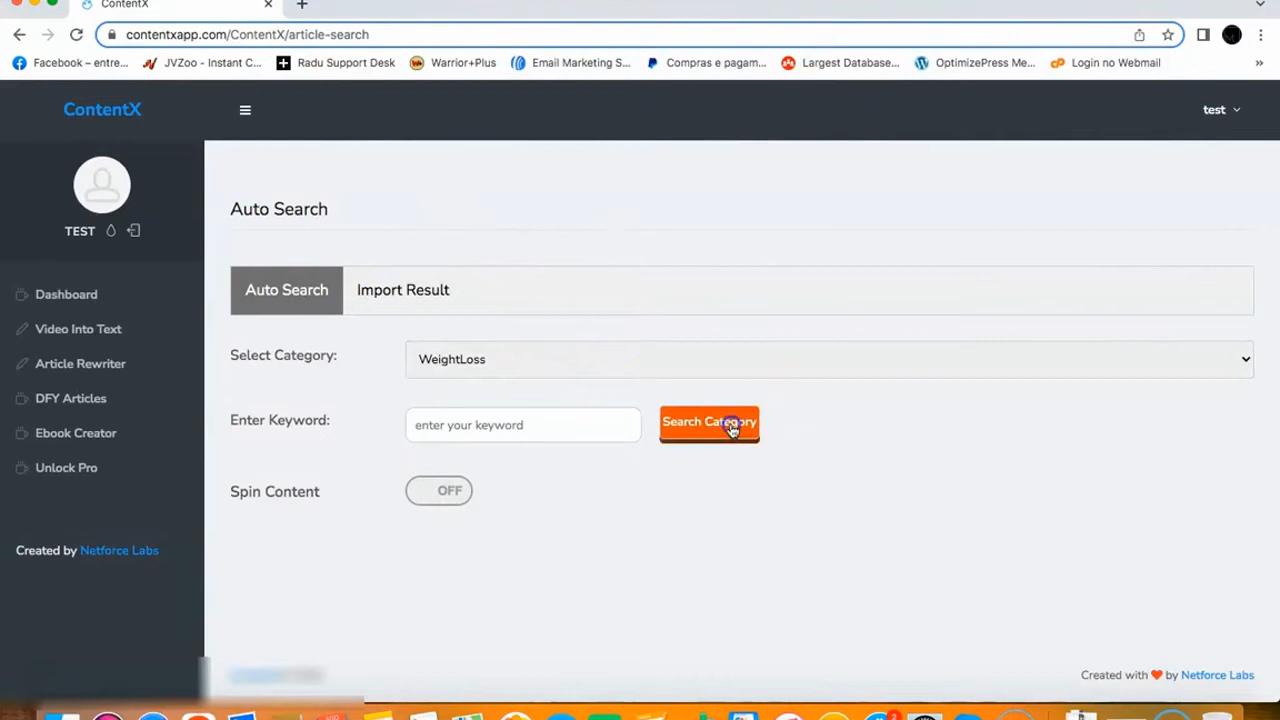 ContentX
contentxapp.com/ContentX/article-search
Facebook – entre...
JVZoo - Instant C...
Radu Support Desk
Warrior+Plus
Email Marketing S...
Compras e pagam...
Largest Database...
OptimizePress Me...
Login no Webmail
»
ContentX
test
TEST
Auto Search
Auto Search
Import Result
Dashboard
Video Into Text
Article Rewriter
DFY Articles
Ebook Creator
Unlock Pro
Select Category:
WeightLoss
Enter Keyword:
enter your keyword
Search Category
Spin Content
OFF
Created by Netforce Labs
Created with ❤ by Netforce Labs